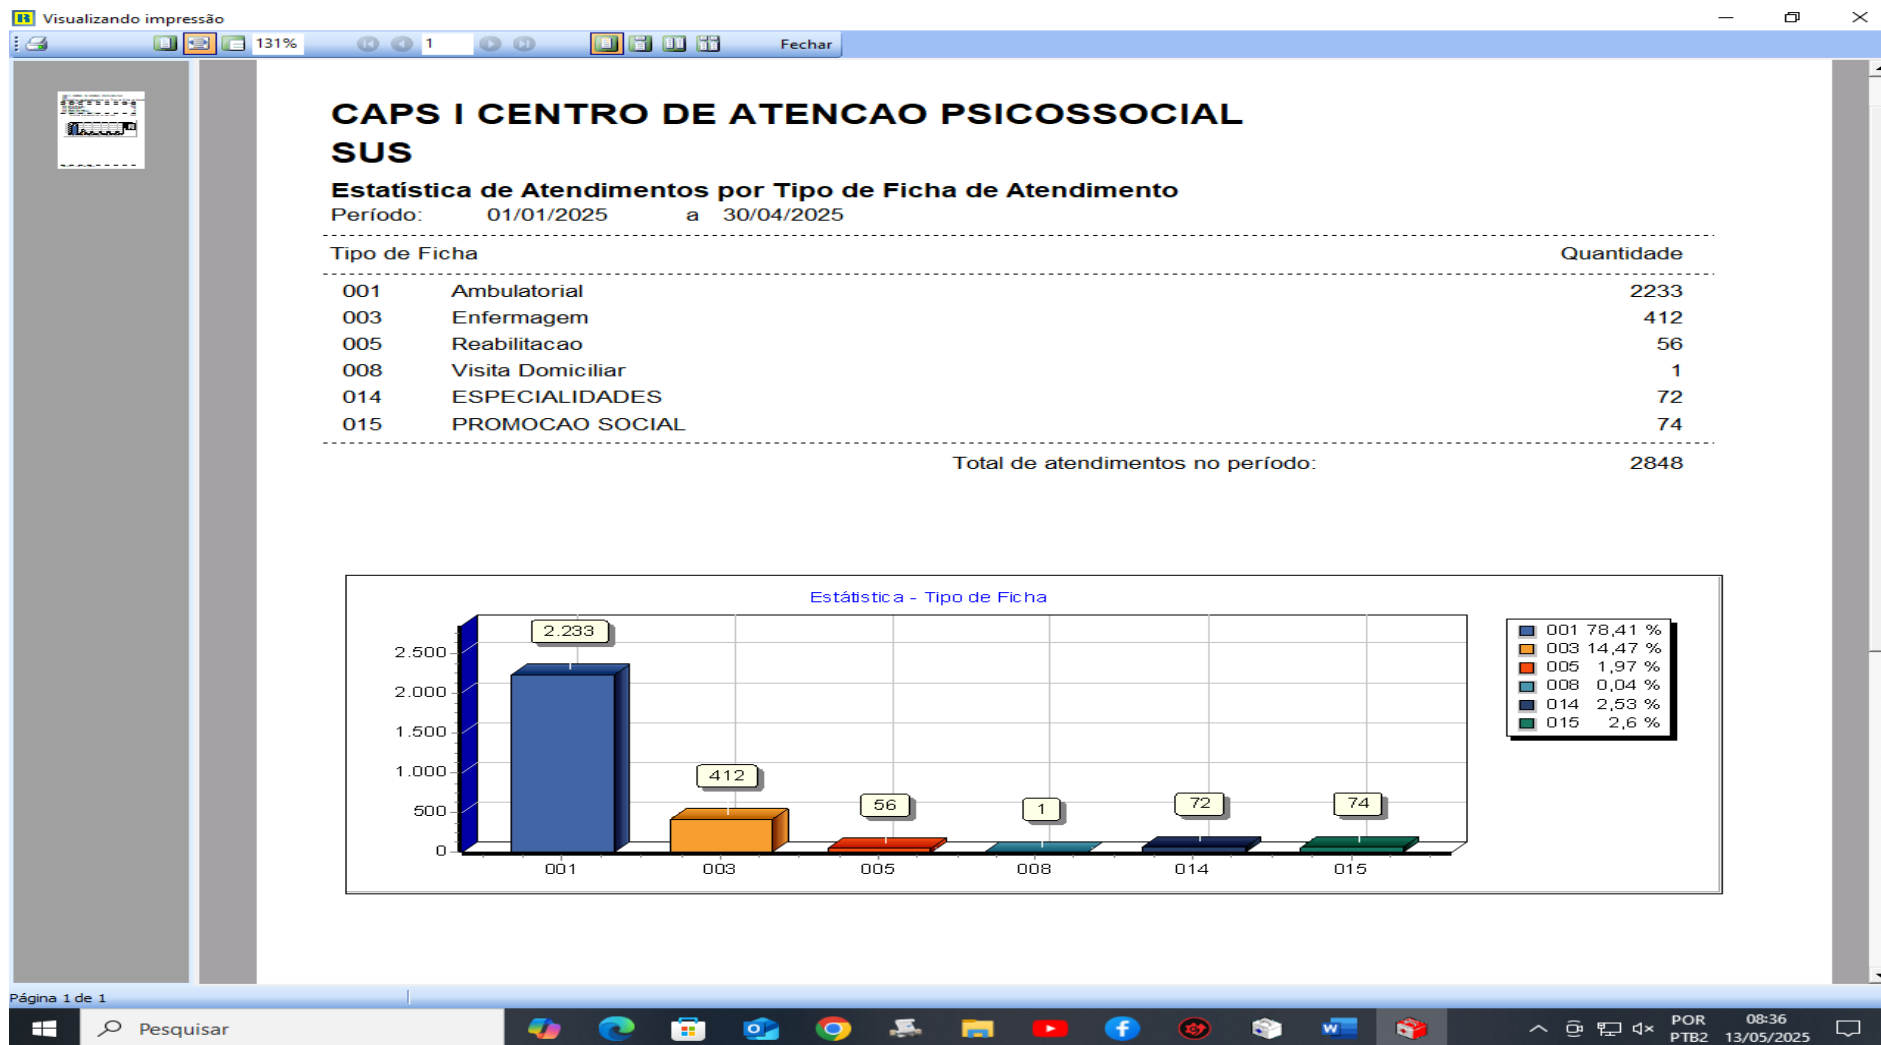 Visualizando impressão
131%
1
Fechar
CAPS I CENTRO DE ATENCAO PSICOSSOCIAL
SUS
Estatística de Atendimentos por Tipo de Ficha de Atendimento
Período: 01/01/2025 a 30/04/2025
Tipo de Ficha Quantidade
001 Ambulatorial 2233
003 Enfermagem 412
005 Reabilitacao 56
008 Visita Domiciliar 1
014 ESPECIALIDADES 72
015 PROMOCAO SOCIAL 74
Total de atendimentos no período: 2848
Estátistica - Tipo de Ficha
2.500
2.000
1.500
1.000
500
0
2.233
412
56
1
72
74
001 003 005 008 014 015
001 78,41 %
003 14,47 %
005 1,97 %
008 0,04 %
014 2,53 %
015 2,6 %
Página 1 de 1
Pesquisar
POR
PTB2
08:36
13/05/2025